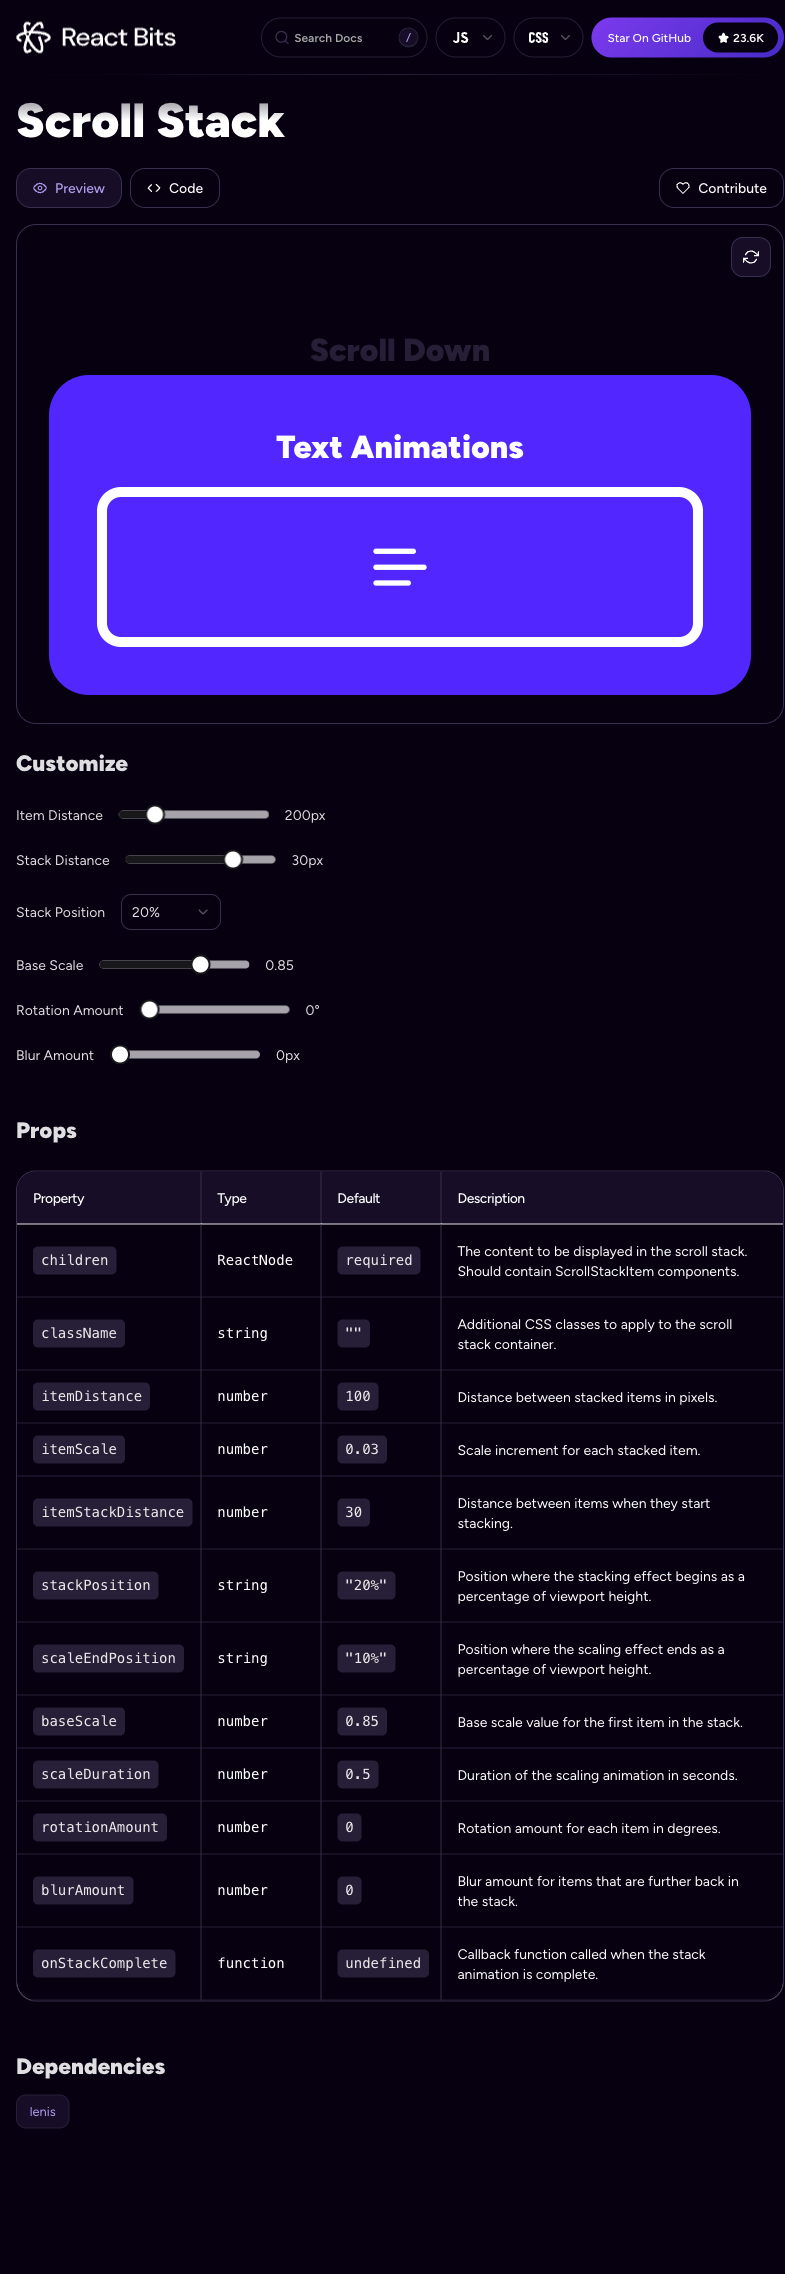 React Bits
Search Docs
/
JS
CSS
Star On GitHub
23.6K
Scroll Stack
Preview
Code
Contribute
Scroll Down
Text Animations
Customize
Item Distance 200px
Stack Distance 30px
Stack Position 20%
Base Scale 0.85
Rotation Amount 0°
Blur Amount 0px
Props
Property Type Default Description
children ReactNode required The content to be displayed in the scroll stack.
Should contain ScrollStackItem components.
className string "" Additional CSS classes to apply to the scroll
stack container.
itemDistance number 100 Distance between stacked items in pixels.
itemScale number 0.03 Scale increment for each stacked item.
itemStackDistance number 30 Distance between items when they start
stacking.
stackPosition string "20%" Position where the stacking effect begins as a
percentage of viewport height.
scaleEndPosition string "10%" Position where the scaling effect ends as a
percentage of viewport height.
baseScale number 0.85 Base scale value for the first item in the stack.
scaleDuration number 0.5 Duration of the scaling animation in seconds.
rotationAmount number 0 Rotation amount for each item in degrees.
blurAmount number 0 Blur amount for items that are further back in
the stack.
onStackComplete function undefined Callback function called when the stack
animation is complete.
Dependencies
lenis